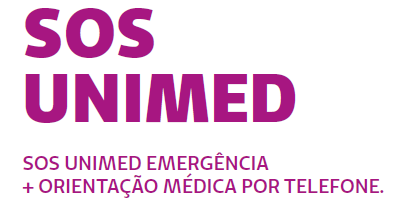 SOS
UNIMED
SOS UNIMED EMERGÊNCIA
+ ORIENTAÇÃO MÉDICA POR TELEFONE.